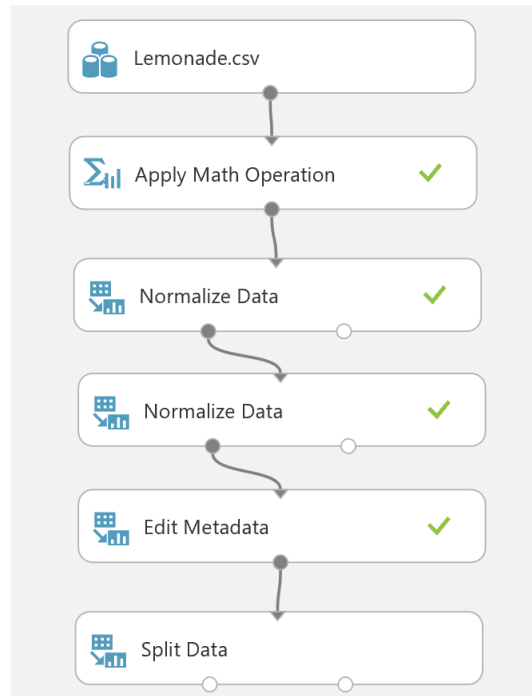 Lemonade.csv
Apply Math Operation
Normalize Data
Normalize Data
Edit Metadata
Split Data